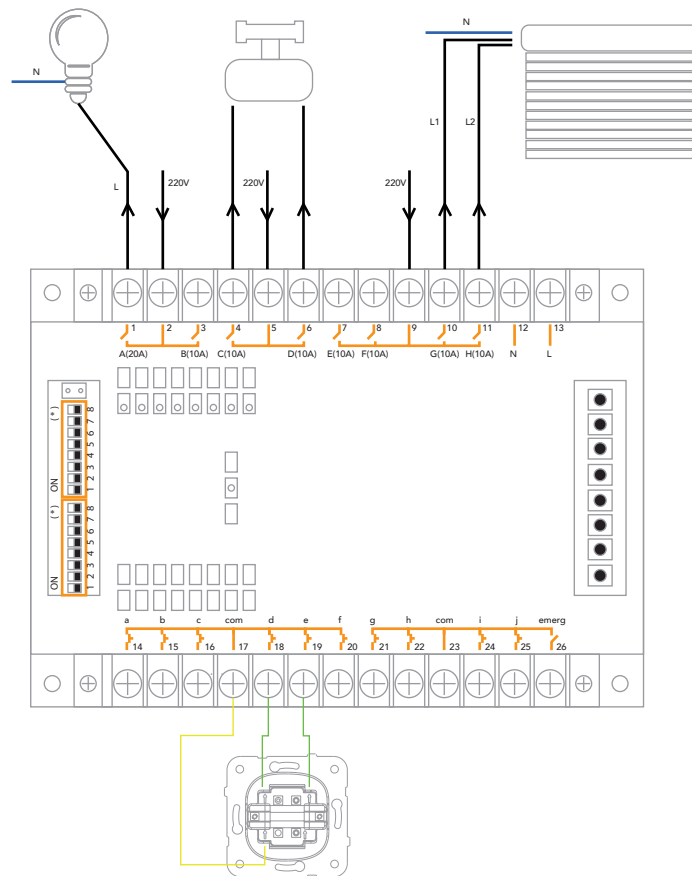 N
N
L1
L2
L
220V
220V
220V
1 2 3 4 5 6 7 8 9 10 11 12 13
A(20A) B(10A) C(10A) D(10A) E(10A) F(10A) G(10A) H(10A) N L
(*)
8
7
6
5
4
3
2
1
ON
(*)
8
7
6
5
4
3
2
1
ON
a b c com d e f g h com i j emerg
14 15 16 17 18 19 20 21 22 23 24 25 26